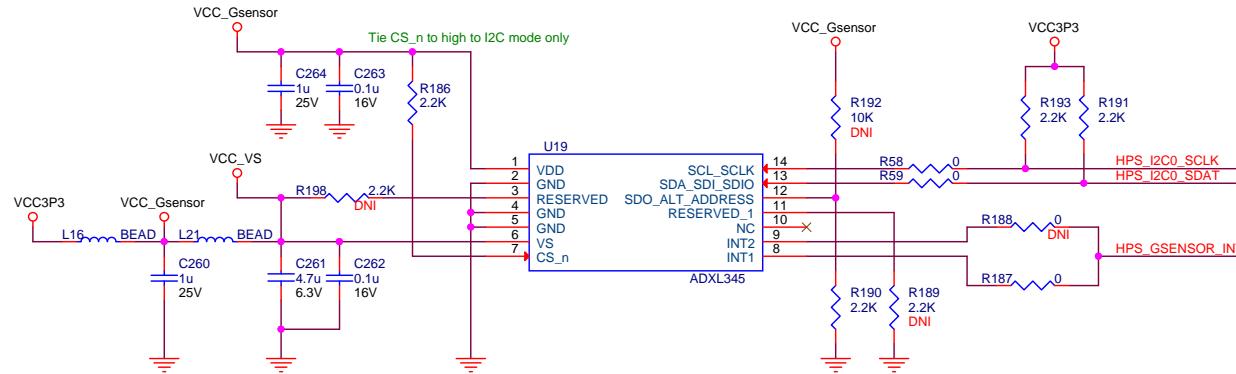 VCC_Gsensor
Tie CS_n to high to I2C mode only
VCC_Gsensor
VCC3P3
C264
1u
25V
C263
0.1u
16V
R186
2.2K
R192
10K
DNI
R193
2.2K
R191
2.2K
U19
VCC_VS
1 VDD
2 GND
3 RESERVED
4 GND
5 GND
6 VS
7 CS_n
SCL_SCLK 14
SDA_SDI_SDIO 13
SDO_ALT_ADDRESS 12
RESERVED_1 11
NC 10
INT2 9
INT1 8
ADXL345
R58 0
HPS_I2C0_SCLK
R59 0
HPS_I2C0_SDAT
R198 2.2K
DNI
VCC3P3
VCC_Gsensor
L16 BEAD
L21 BEAD
R188 0
DNI
HPS_GSENSOR_INT
R187 0
C260
1u
25V
C261
4.7u
6.3V
C262
0.1u
16V
R190
2.2K
R189
2.2K
DNI